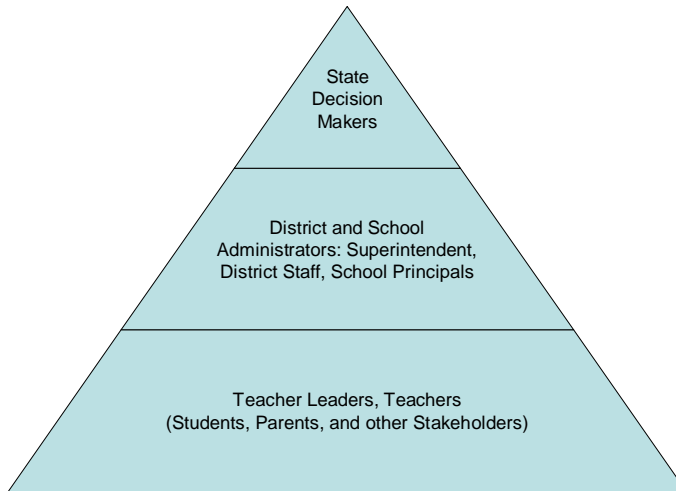 State
Decision
Makers
District and School
Administrators: Superintendent,
District Staff, School Principals
Teacher Leaders, Teachers
(Students, Parents, and other Stakeholders)